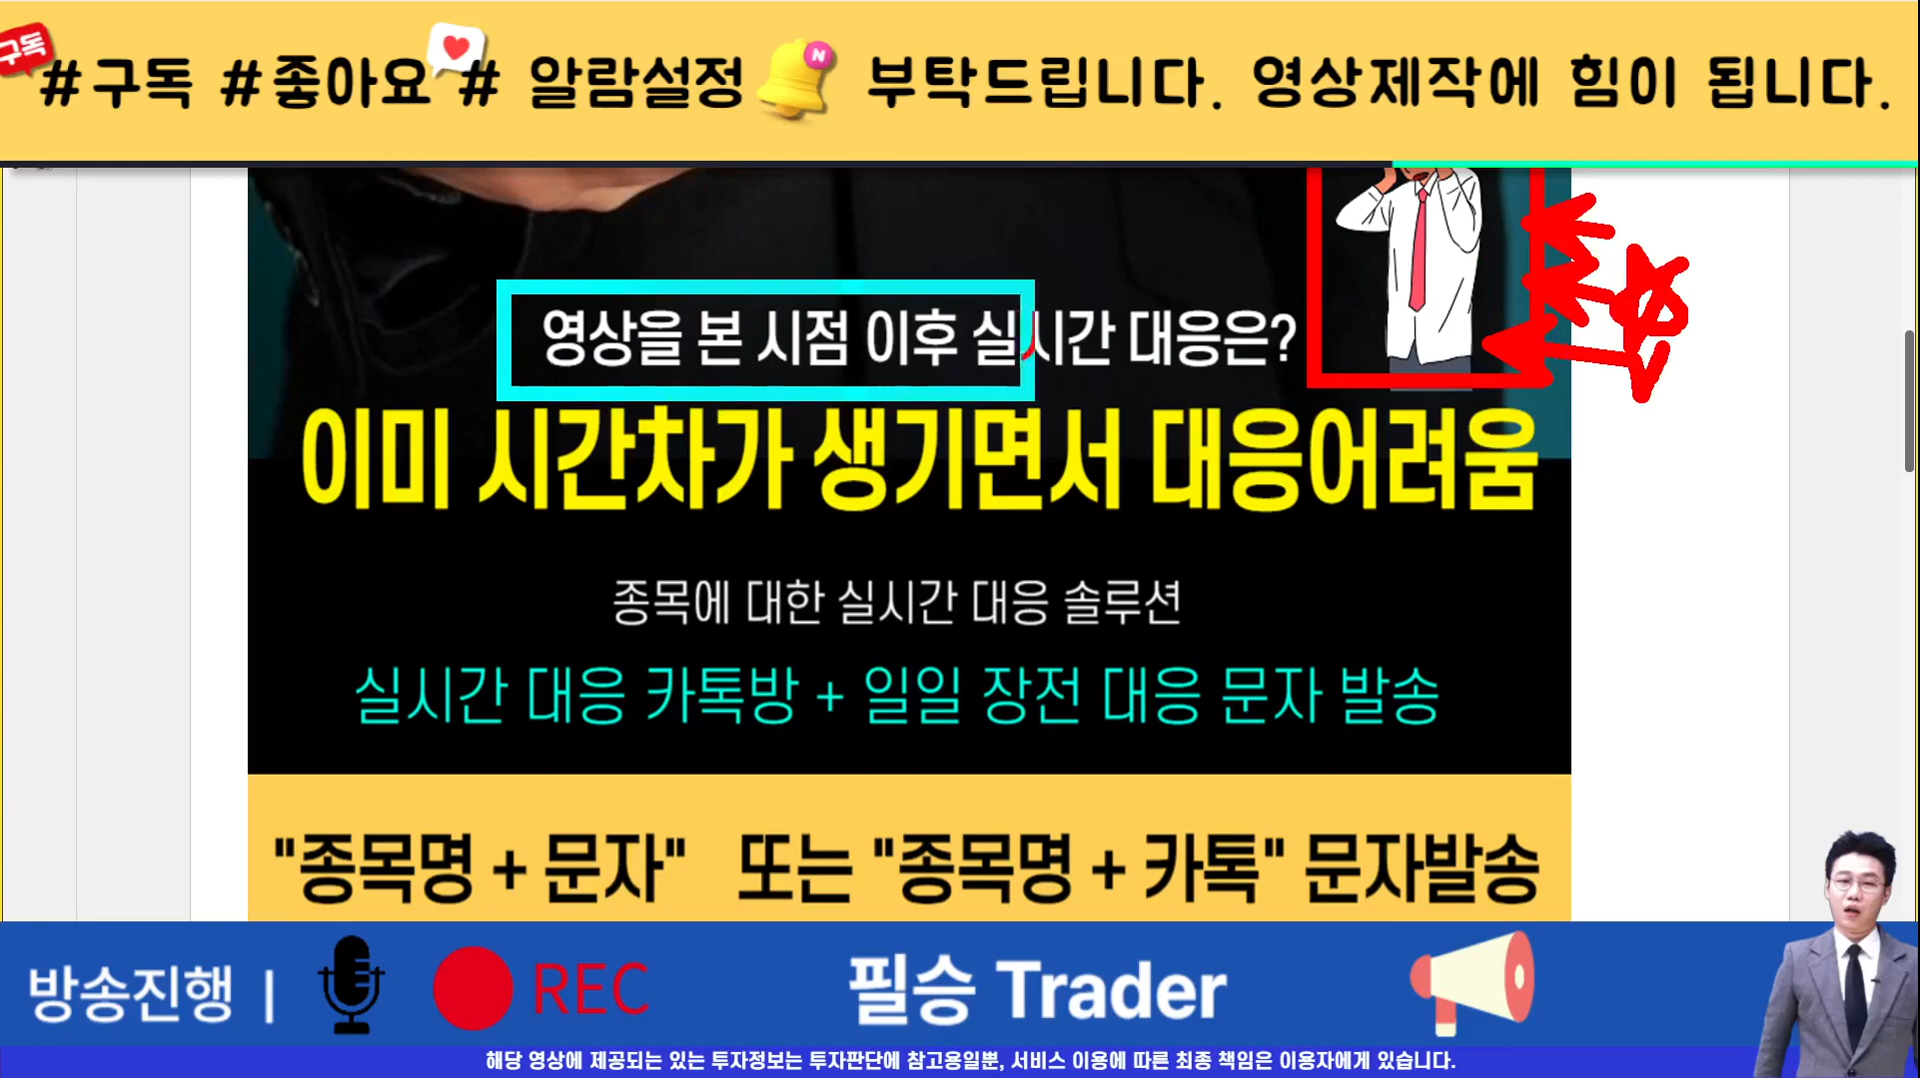 구독
#구독 #좋아요 # 알람설정 N 부탁드립니다. 영상제작에 힘이 됩니다.
영상을 본 시점 이후 실시간 대응은?
이미 시간차가 생기면서 대응어려움
종목에 대한 실시간 대응 솔루션
실시간 대응 카톡방 + 일일 장전 대응 문자 발송
"종목명 + 문자" 또는 "종목명 + 카톡" 문자발송
방송진행 | REC 필승 Trader
해당 영상에 제공되는 있는 투자정보는 투자판단에 참고용일뿐, 서비스 이용에 따른 최종 책임은 이용자에게 있습니다.